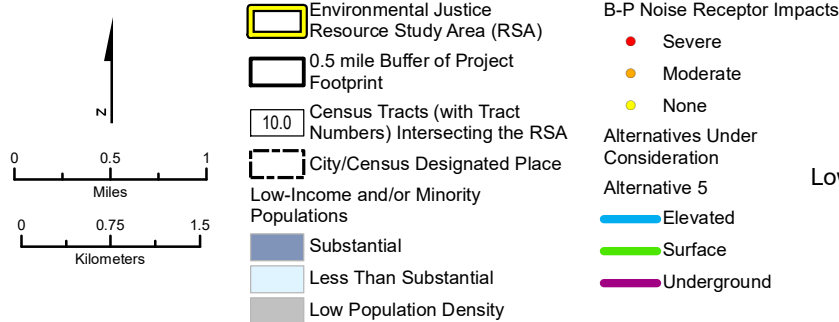 N
0 0.5 1
Miles
0 0.75 1.5
Kilometers
Environmental Justice
Resource Study Area (RSA)
0.5 mile Buffer of Project
Footprint
10.0
Census Tracts (with Tract
Numbers) Intersecting the RSA
City/Census Designated Place
Low-Income and/or Minority
Populations
Substantial
Less Than Substantial
Low Population Density
B-P Noise Receptor Impacts
Severe
Moderate
None
Alternatives Under
Consideration
Alternative 5
Elevated
Surface
Underground